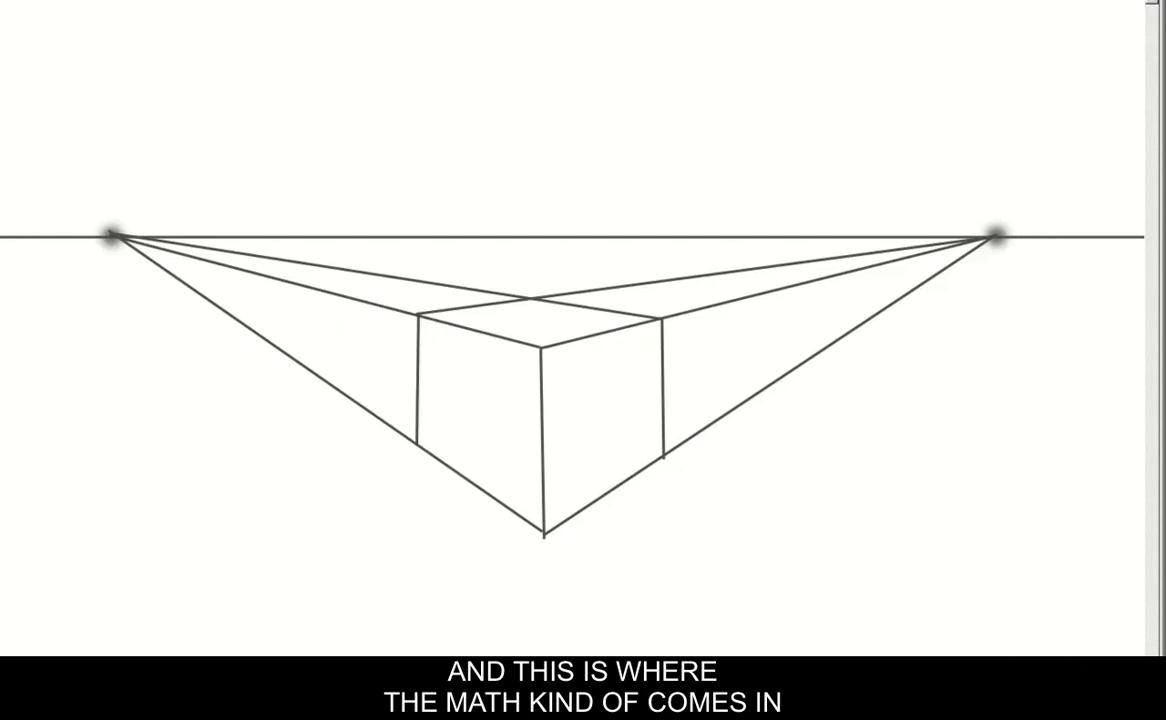 AND THIS IS WHERE
THE MATH KIND OF COMES IN